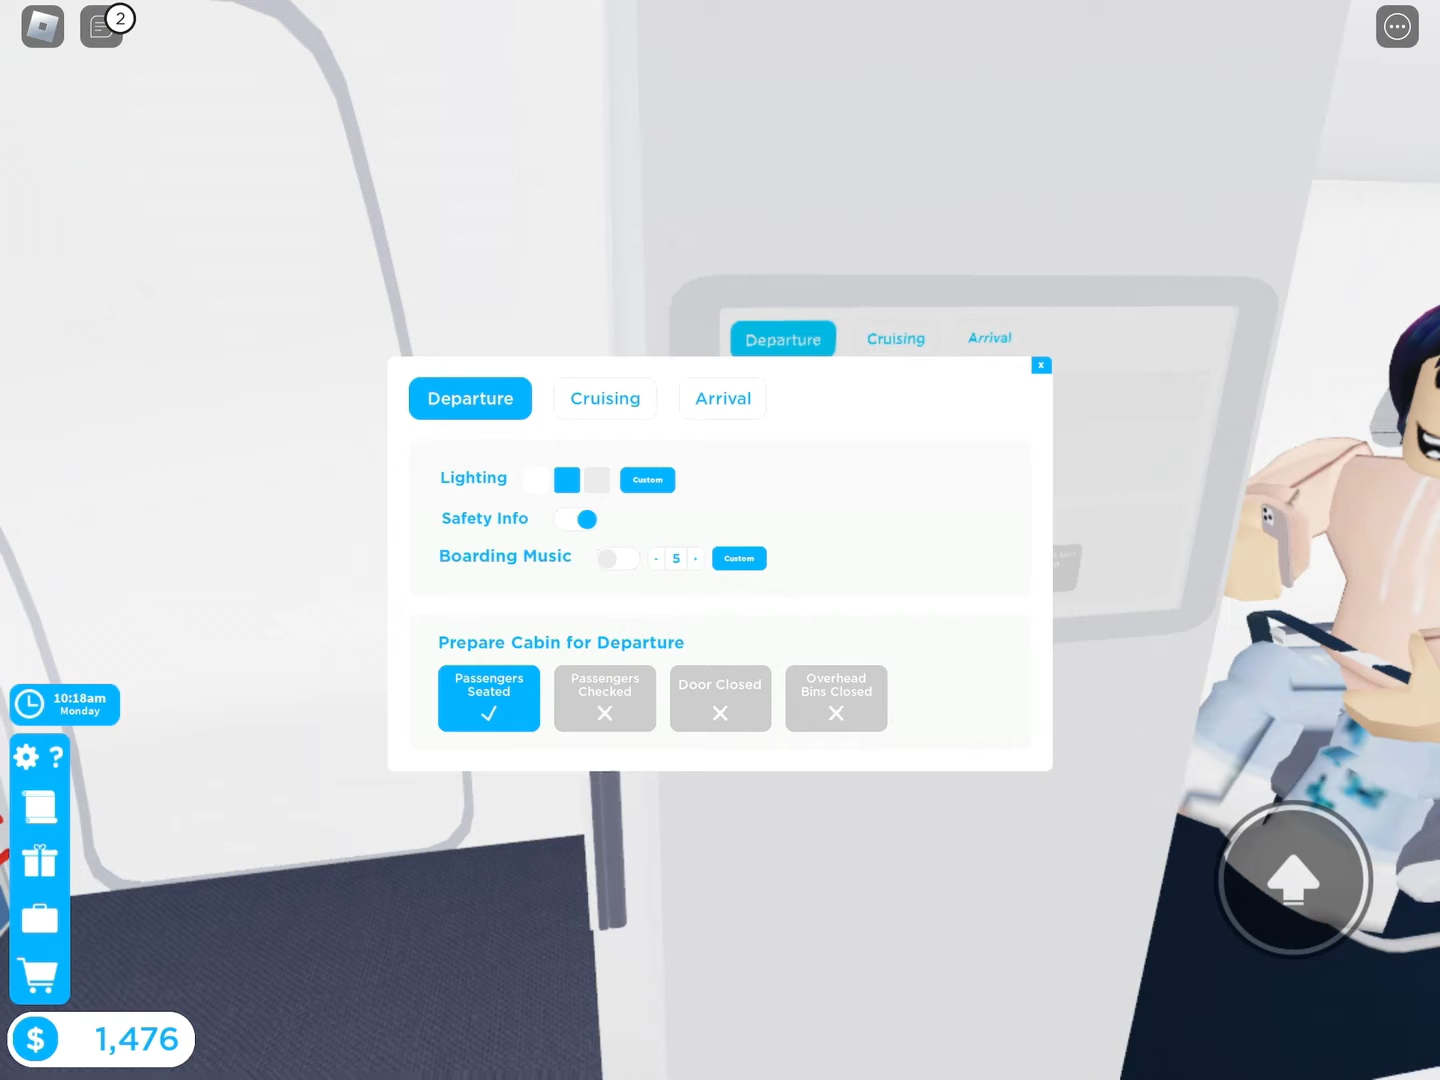 2
Departure
Cruising
Arrival
x
Departure
Cruising
Arrival
Lighting
Custom
Safety Info
Boarding Music
- 5 +
Custom
Prepare Cabin for Departure
Passengers
Seated
Passengers
Checked
Door Closed
Overhead
Bins Closed
10:18am
Monday
?
$ 1,476